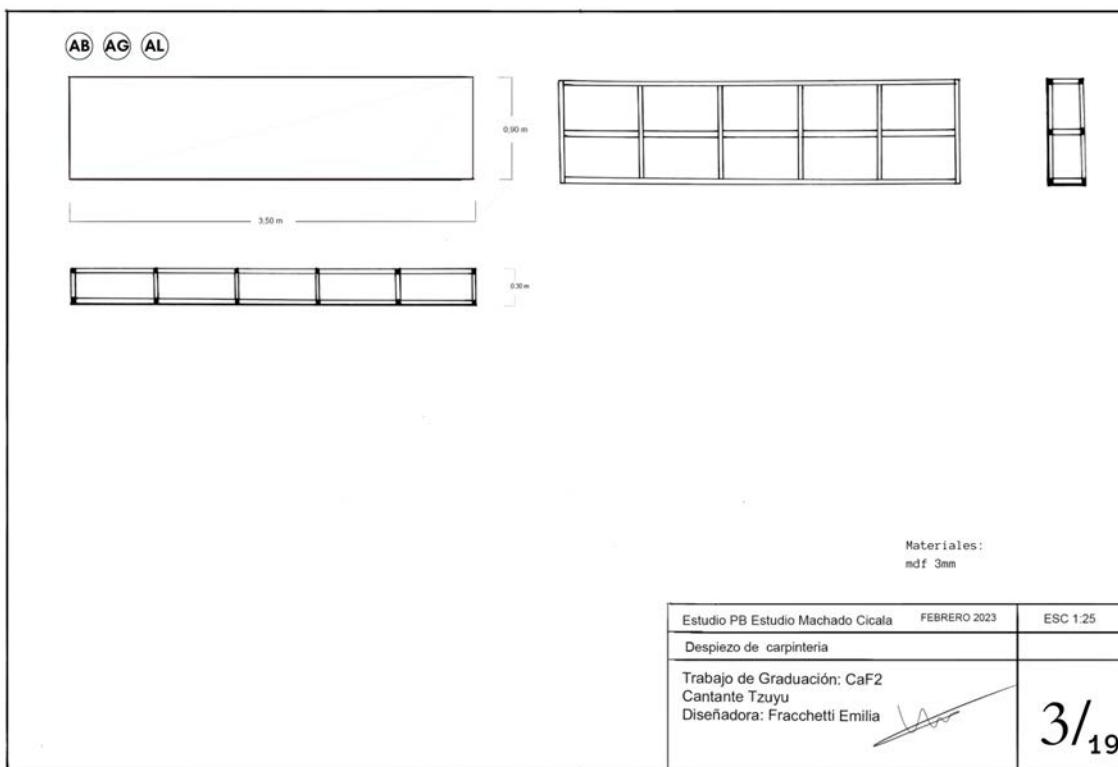 AB AG AL
0,90 m
3,50 m
0.30 m
Materiales:
mdf 3mm
Estudio PB Estudio Machado Cicala FEBRERO 2023 ESC 1:25
Despiezo de carpinteria
Trabajo de Graduación: CaF2
Cantante Tzuyu
Diseñadora: Fracchetti Emilia
3/19